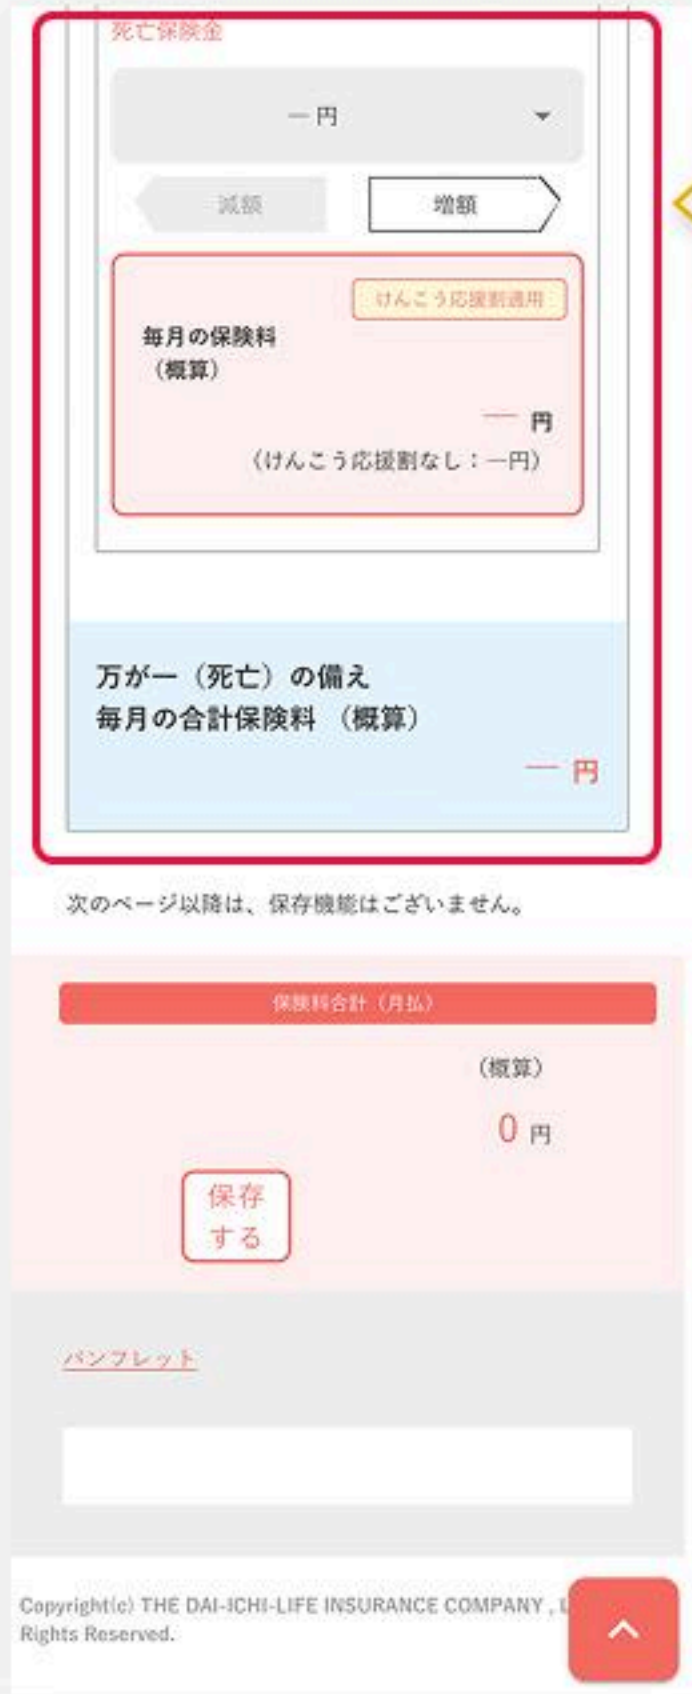 死亡保険金
― 円
減額
増額
けんこう応援割適用
毎月の保険料
（概算）
― 円
（けんこう応援割なし：―円）
万が一（死亡）の備え
毎月の合計保険料 （概算）
― 円
次のページ以降は、保存機能はございません。
保険料合計（月払）
（概算）
0 円
保存
する
パンフレット
Copyright(c) THE DAI-ICHI-LIFE INSURANCE COMPANY , L
Rights Reserved.